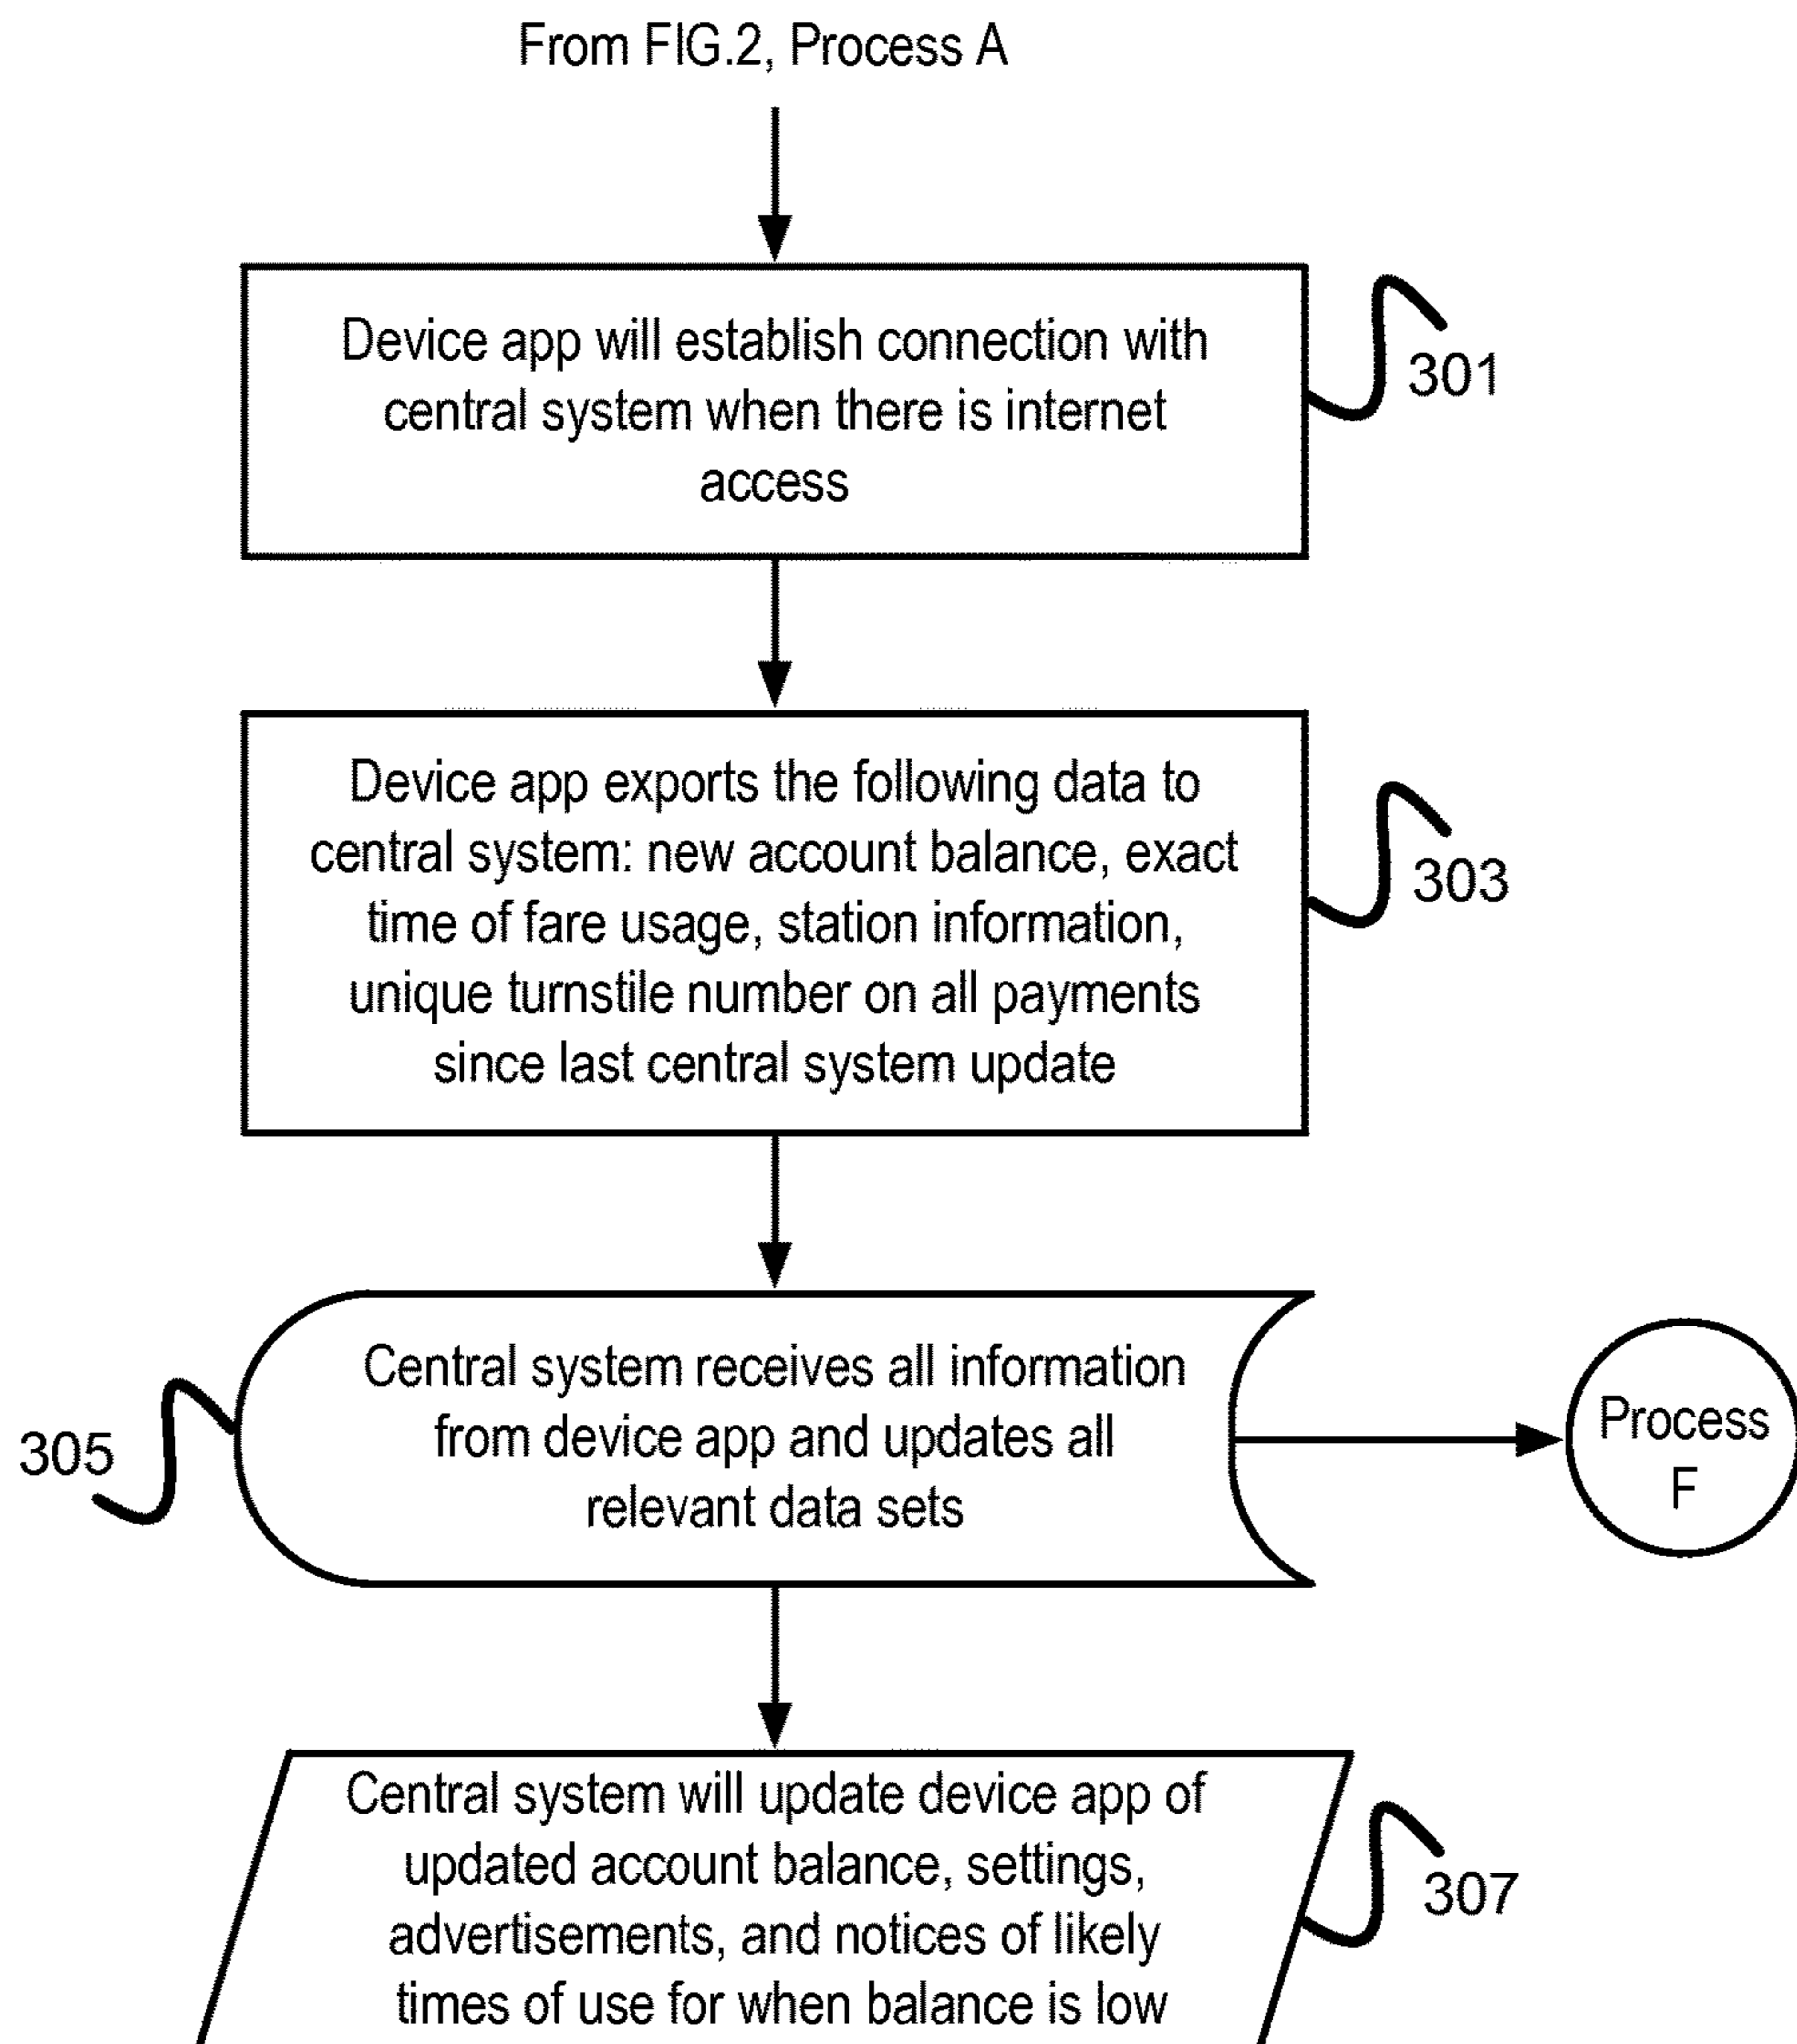 From FIG.2, Process A
Device app will establish connection with
central system when there is internet
access
301
Device app exports the following data to
central system: new account balance, exact
time of fare usage, station information,
unique turnstile number on all payments
since last central system update
303
Central system receives all information
from device app and updates all
relevant data sets
305
Process
F
Central system will update device app of
updated account balance, settings,
advertisements, and notices of likely
times of use for when balance is low
307